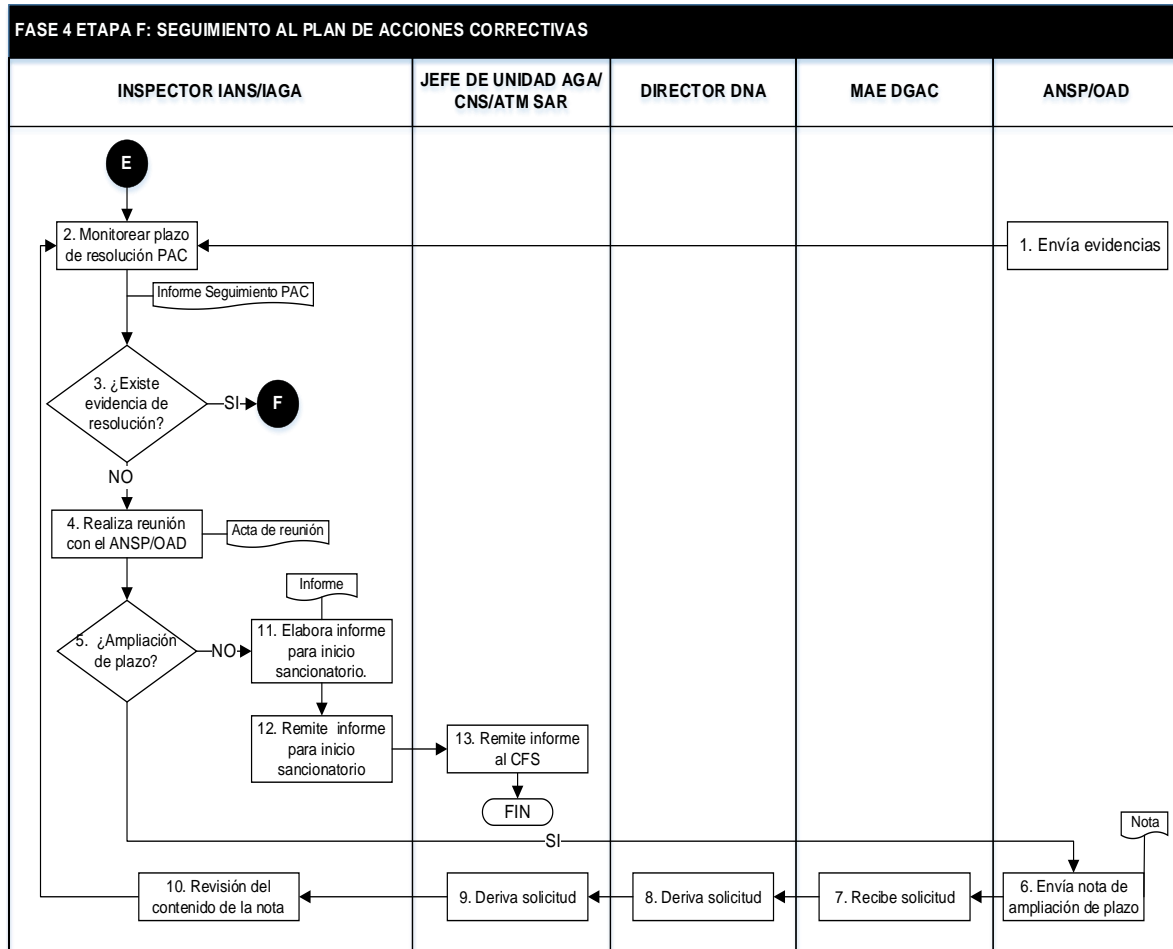 FASE 4 ETAPA F: SEGUIMIENTO AL PLAN DE ACCIONES CORRECTIVAS
INSPECTOR IANS/IAGA
JEFE DE UNIDAD AGA/
CNS/ATM SAR
DIRECTOR DNA
MAE DGAC
ANSP/OAD
E
2. Monitorear plazo
de resolución PAC
1. Envía evidencias
Informe Seguimiento PAC
3. ¿Existe
evidencia de
resolución?
SI
F
NO
4. Realiza reunión
con el ANSP/OAD
Acta de reunión
Informe
5. ¿Ampliación
de plazo?
NO
11. Elabora informe
para inicio
sancionatorio.
12. Remite informe
para inicio
sancionatorio
13. Remite informe
al CFS
FIN
SI
Nota
10. Revisión del
contenido de la nota
9. Deriva solicitud
8. Deriva solicitud
7. Recibe solicitud
6. Envía nota de
ampliación de plazo